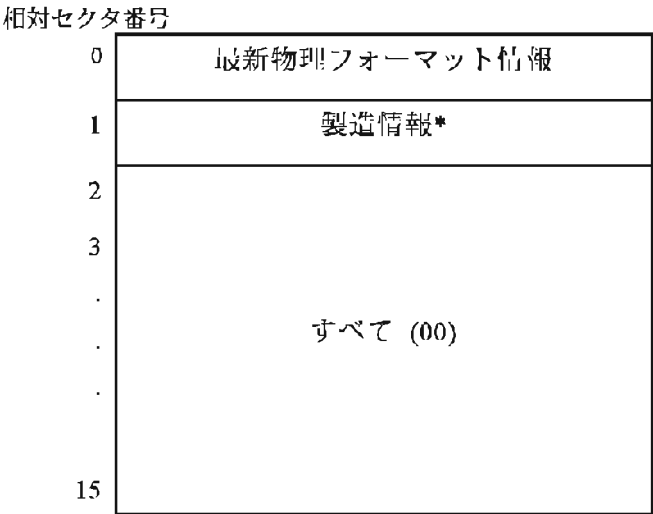 相対セクタ番号
0 最新物理フォーマット情報
1 製造情報*
2
3
.
.
.
すべて (00)
15